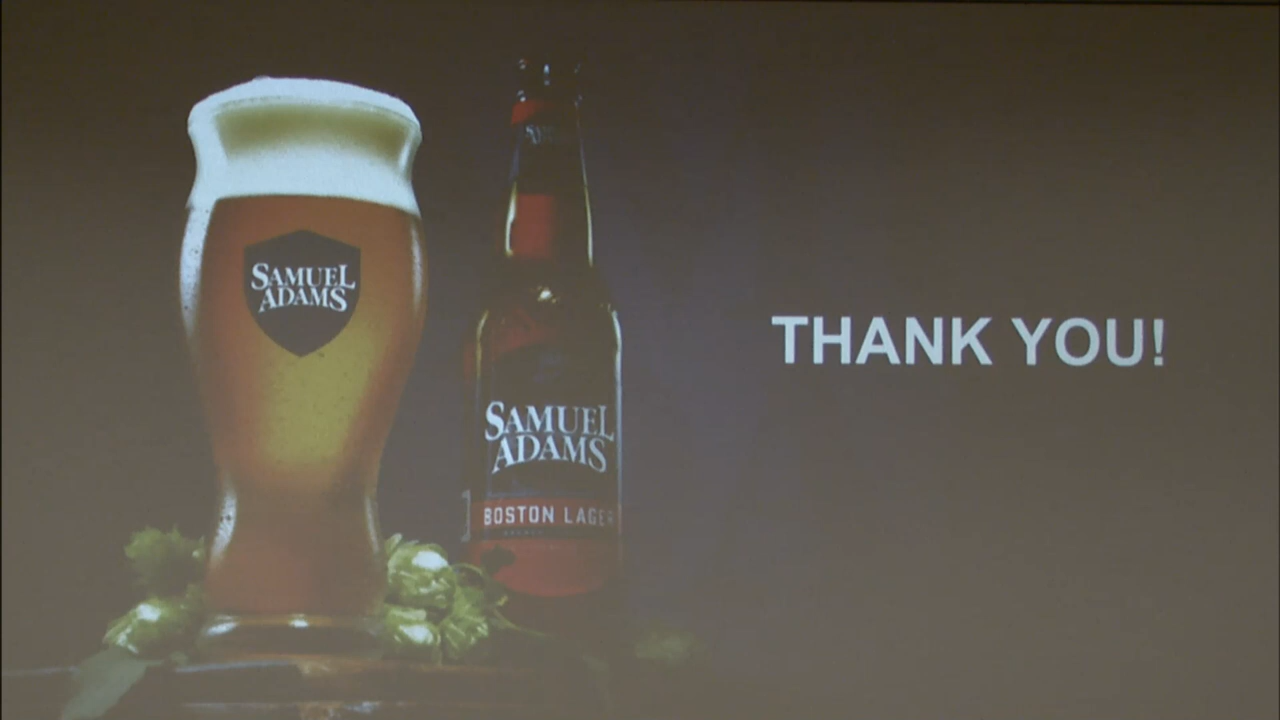 SAMUEL
ADAMS
SAMUEL
ADAMS
BOSTON LAGER
THANK YOU!